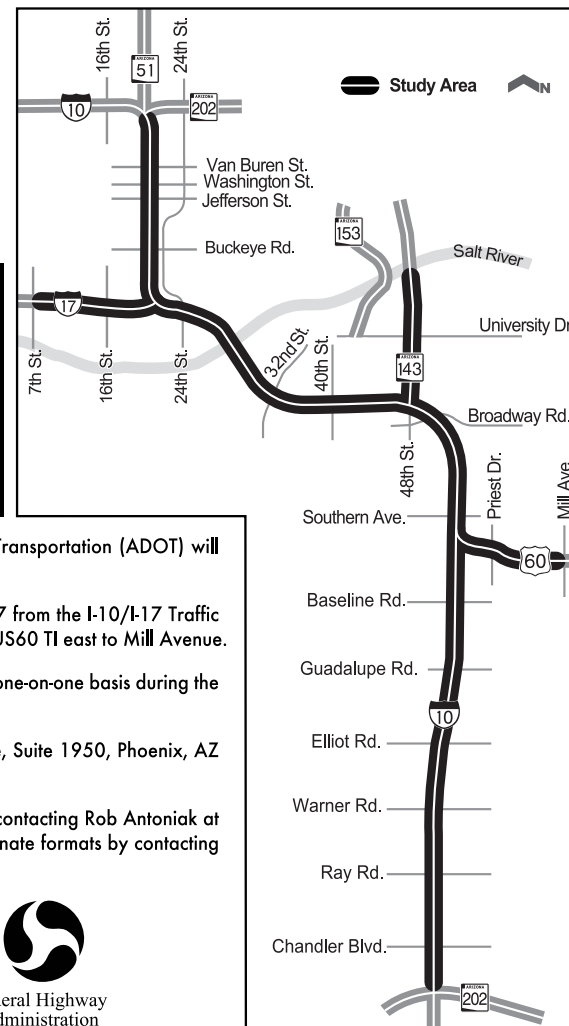 16th St.
ARIZONA
51
24th St.
10
ARIZONA
202
Study Area
N
Van Buren St.
Washington St.
Jefferson St.
Buckeye Rd.
ARIZONA
153
Salt River
17
7th St.
16th St.
24th St.
32nd St.
40th St.
University Dr
ARIZONA
143
48th St.
Broadway Rd.
Southern Ave.
Priest Dr.
Mill Ave
60
Baseline Rd.
Guadalupe Rd.
10
Elliot Rd.
Warner Rd.
Ray Rd.
Chandler Blvd.
ARIZONA
202
Transportation (ADOT) will
7 from the I-10/I-17 Traffic
US60 TI east to Mill Avenue.
one-on-one basis during the
, Suite 1950, Phoenix, AZ
contacting Rob Antoniak at
nate formats by contacting
eral Highway
dministration